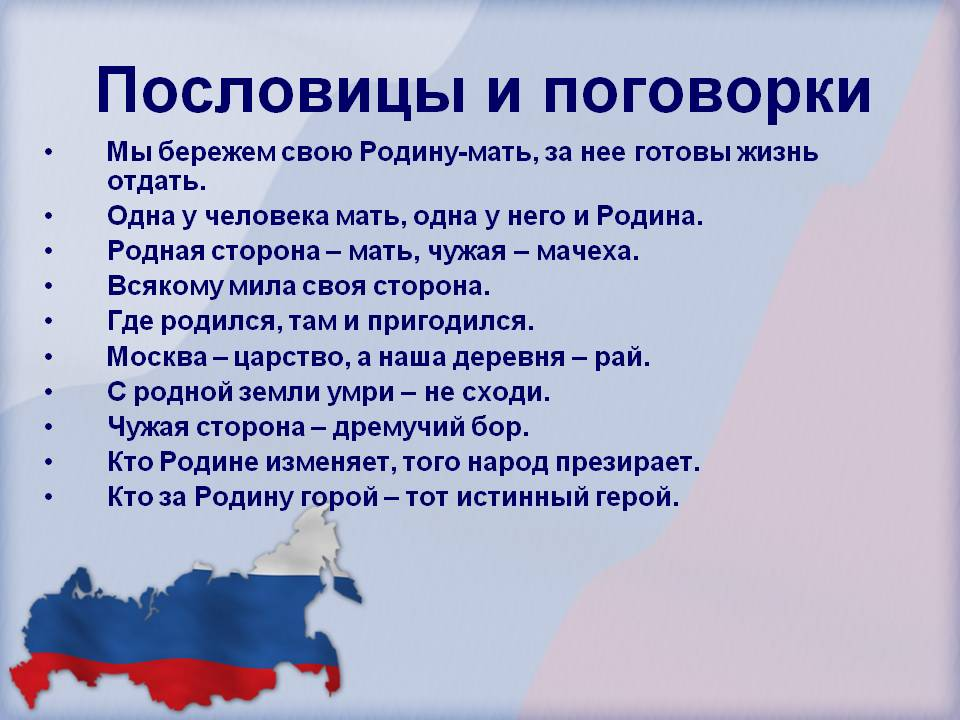 Пословицы и поговорки
• Мы бережем свою Родину-мать, за нее готовы жизнь
отдать.
• Одна у человека мать, одна у него и Родина.
• Родная сторона – мать, чужая – мачеха.
• Всякому мила своя сторона.
• Где родился, там и пригодился.
• Москва – царство, а наша деревня – рай.
• С родной земли умри – не сходи.
• Чужая сторона – дремучий бор.
• Кто Родине изменяет, того народ презирает.
• Кто за Родину горой – тот истинный герой.